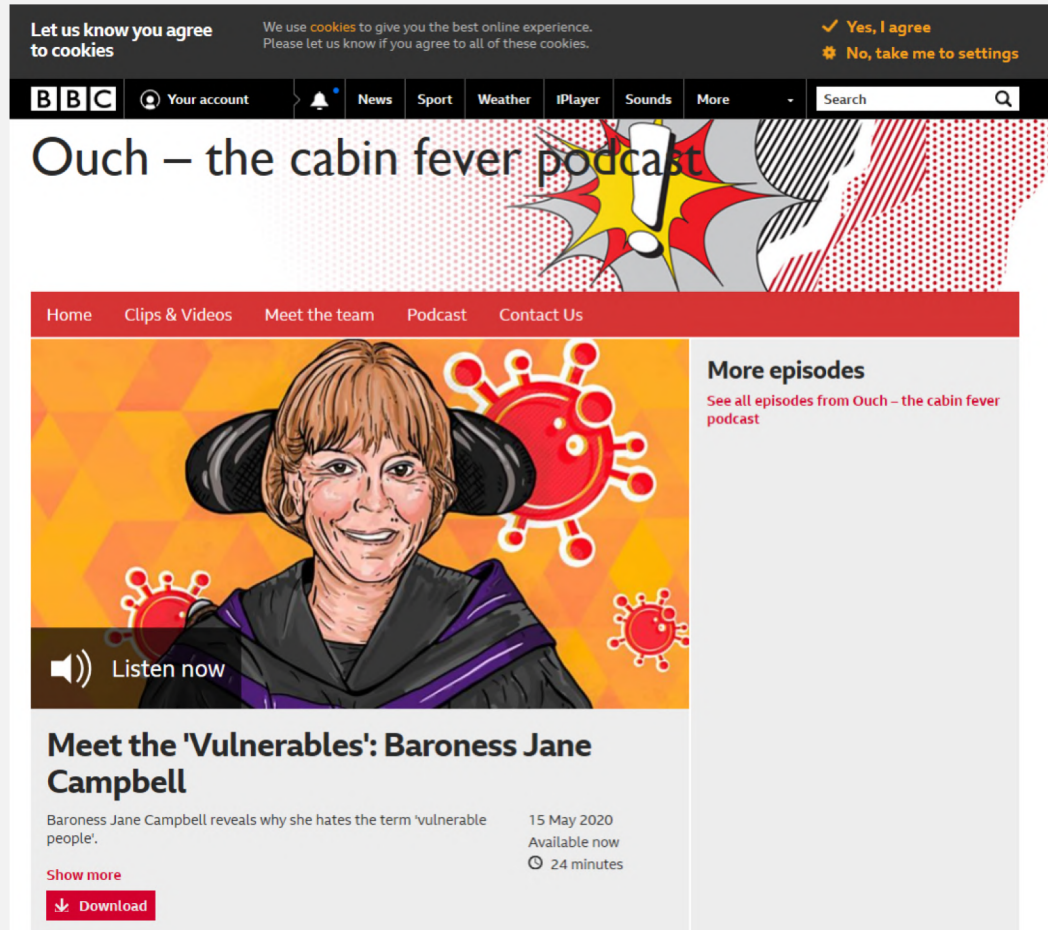 Let us know you agree
to cookies
We use cookies to give you the best online experience.
Please let us know if you agree to all of these cookies.
Yes, I agree
No, take me to settings
BBC
Your account
News
Sport
Weather
iPlayer
Sounds
More
Search
Ouch – the cabin fever podcast
Home
Clips & Videos
Meet the team
Podcast
Contact Us
Listen now
More episodes
See all episodes from Ouch – the cabin fever
podcast
Meet the 'Vulnerables': Baroness Jane
Campbell
Baroness Jane Campbell reveals why she hates the term 'vulnerable
people'.
15 May 2020
Available now
24 minutes
Show more
Download